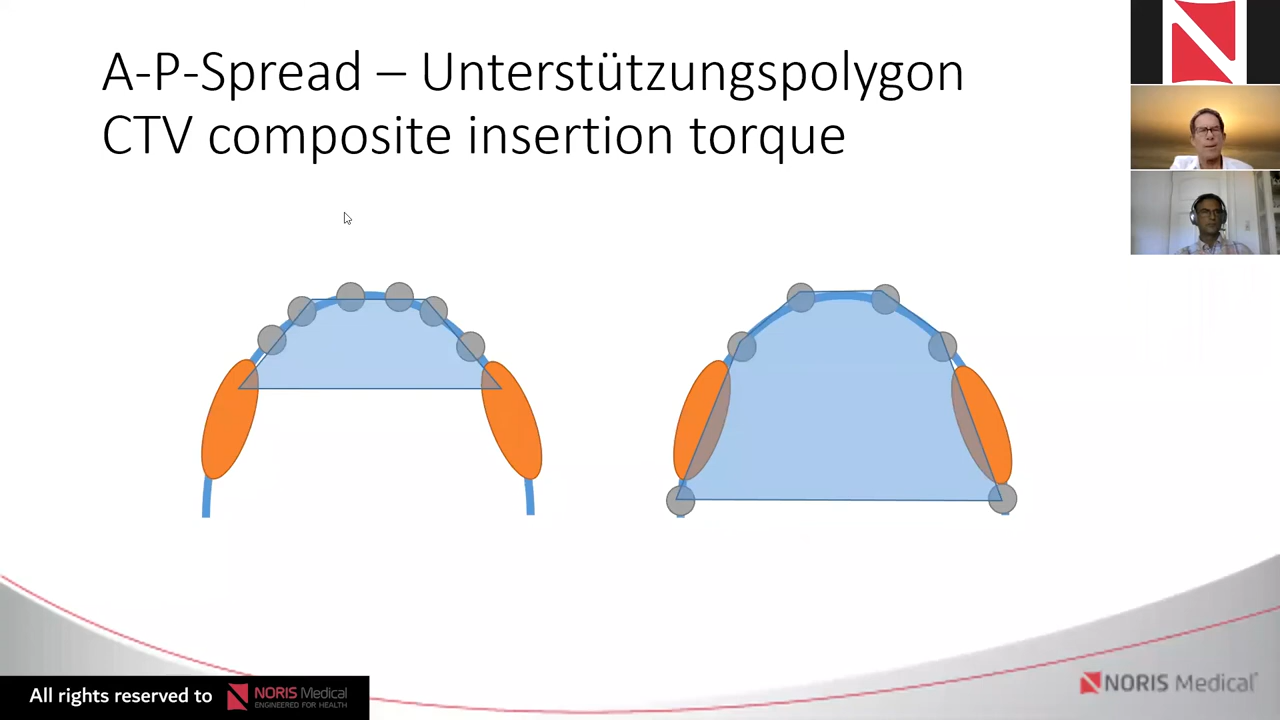 A-P-Spread – Unterstützungspolygon
CTV composite insertion torque
All rights reserved to
NORIS Medical
ENGINEERED FOR HEALTH
NORIS Medical